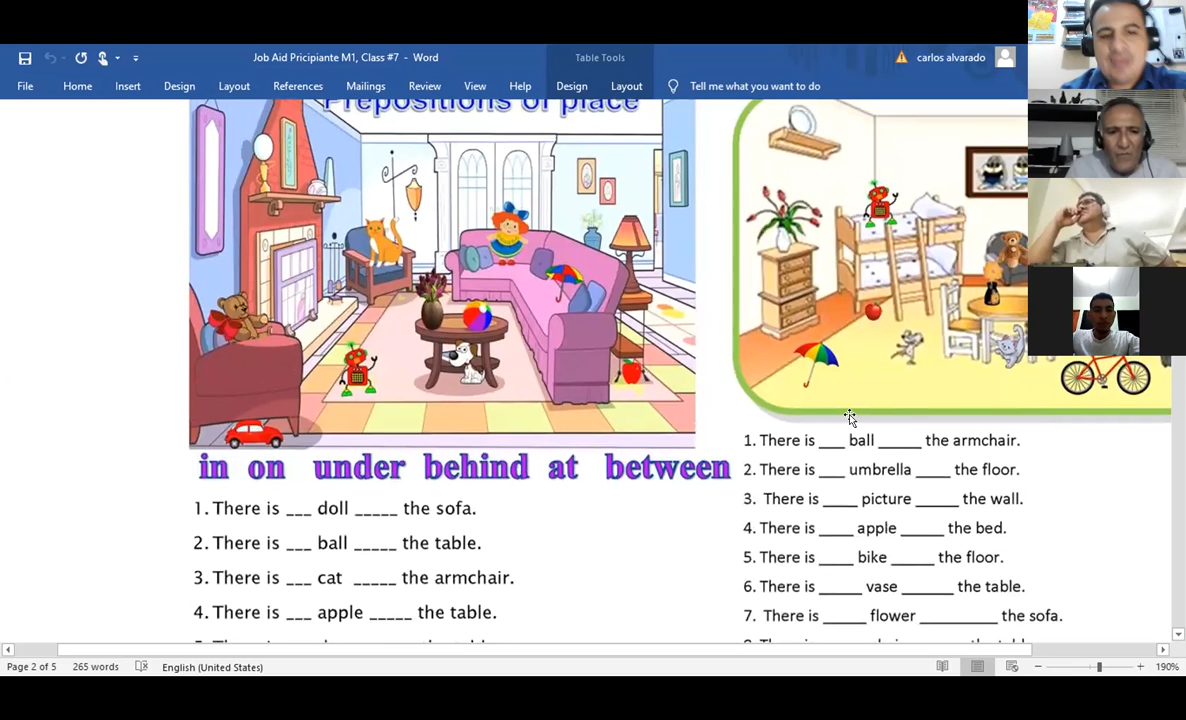 Job Aid Pricipiante M1, Class #7 - Word
Table Tools
carlos alvarado
File Home Insert Design Layout References Mailings Review View Help Design Layout Tell me what you want to do
Prepositions of place
in on under behind at between
1. There is ___ doll _____ the sofa.
2. There is ___ ball _____ the table.
3. There is ___ cat _____ the armchair.
4. There is ___ apple _____ the table.
1. There is ___ ball _____ the armchair.
2. There is ___ umbrella ____ the floor.
3. There is ____ picture _____ the wall.
4. There is ____ apple _____ the bed.
5. There is ____ bike _____ the floor.
6. There is _____ vase ______ the table.
7. There is _____ flower _________ the sofa.
Page 2 of 5 265 words English (United States) 190%